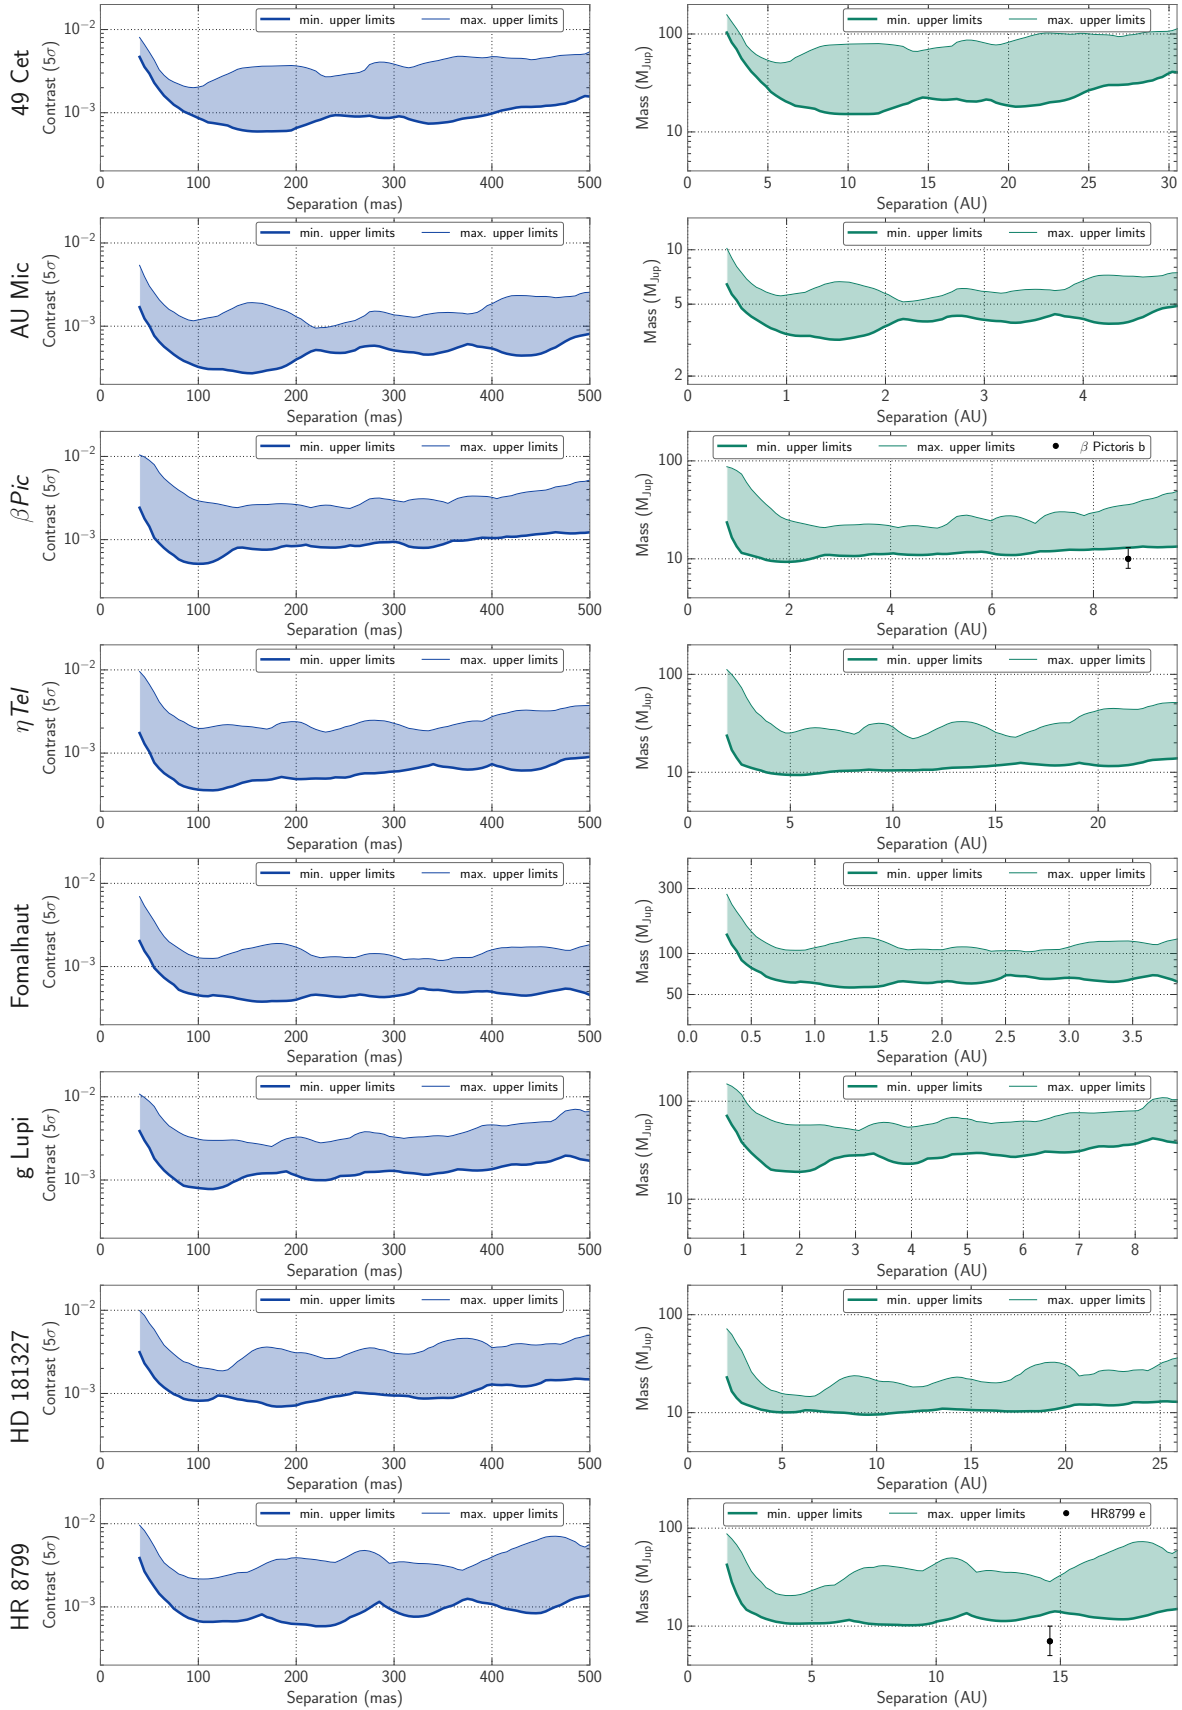 49 Cet
Contrast (5σ)
10⁻²
10⁻³
min. upper limits max. upper limits
0 100 200 300 400 500
Separation (mas)
Mass (M_Jup)
100
10
min. upper limits max. upper limits
0 5 10 15 20 25 30
Separation (AU)
AU Mic
Contrast (5σ)
10⁻²
10⁻³
min. upper limits max. upper limits
0 100 200 300 400 500
Separation (mas)
Mass (M_Jup)
10
5
2
min. upper limits max. upper limits
0 1 2 3 4
Separation (AU)
βPic
Contrast (5σ)
10⁻²
10⁻³
min. upper limits max. upper limits
0 100 200 300 400 500
Separation (mas)
Mass (M_Jup)
100
10
min. upper limits max. upper limits β Pictoris b
2 4 6 8
Separation (AU)
ηTel
Contrast (5σ)
10⁻²
10⁻³
min. upper limits max. upper limits
0 100 200 300 400 500
Separation (mas)
Mass (M_Jup)
100
10
min. upper limits max. upper limits
0 5 10 15 20
Separation (AU)
Fomalhaut
Contrast (5σ)
10⁻²
10⁻³
min. upper limits max. upper limits
0 100 200 300 400 500
Separation (mas)
Mass (M_Jup)
300
100
50
min. upper limits max. upper limits
0.0 0.5 1.0 1.5 2.0 2.5 3.0 3.5
Separation (AU)
g Lupi
Contrast (5σ)
10⁻²
10⁻³
min. upper limits max. upper limits
0 100 200 300 400 500
Separation (mas)
Mass (M_Jup)
100
10
min. upper limits max. upper limits
1 2 3 4 5 6 7 8
Separation (AU)
HD 181327
Contrast (5σ)
10⁻²
10⁻³
min. upper limits max. upper limits
0 100 200 300 400 500
Separation (mas)
Mass (M_Jup)
100
10
min. upper limits max. upper limits
0 5 10 15 20 25
Separation (AU)
HR 8799
Contrast (5σ)
10⁻²
10⁻³
min. upper limits max. upper limits
0 100 200 300 400 500
Separation (mas)
Mass (M_Jup)
100
10
min. upper limits max. upper limits HR8799 e
0 5 10 15
Separation (AU)